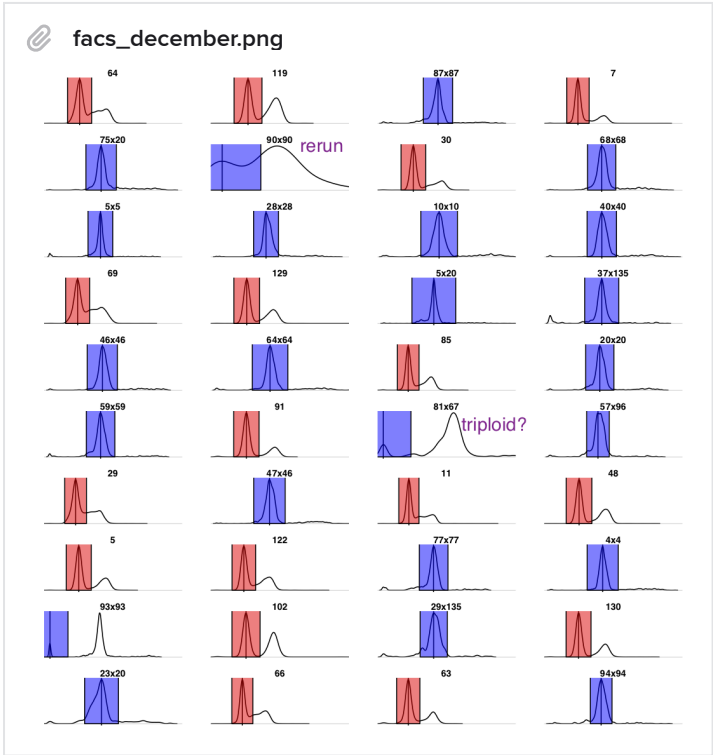 facs_december.png
64 119 87x87 7
75x20 90x90 rerun 30 68x68
5x5 28x28 10x10 40x40
69 129 5x20 37x135
46x46 64x64 85 20x20
59x59 91 81x67 triploid? 57x96
29 47x46 11 48
5 122 77x77 4x4
93x93 102 29x135 130
23x20 66 63 94x94